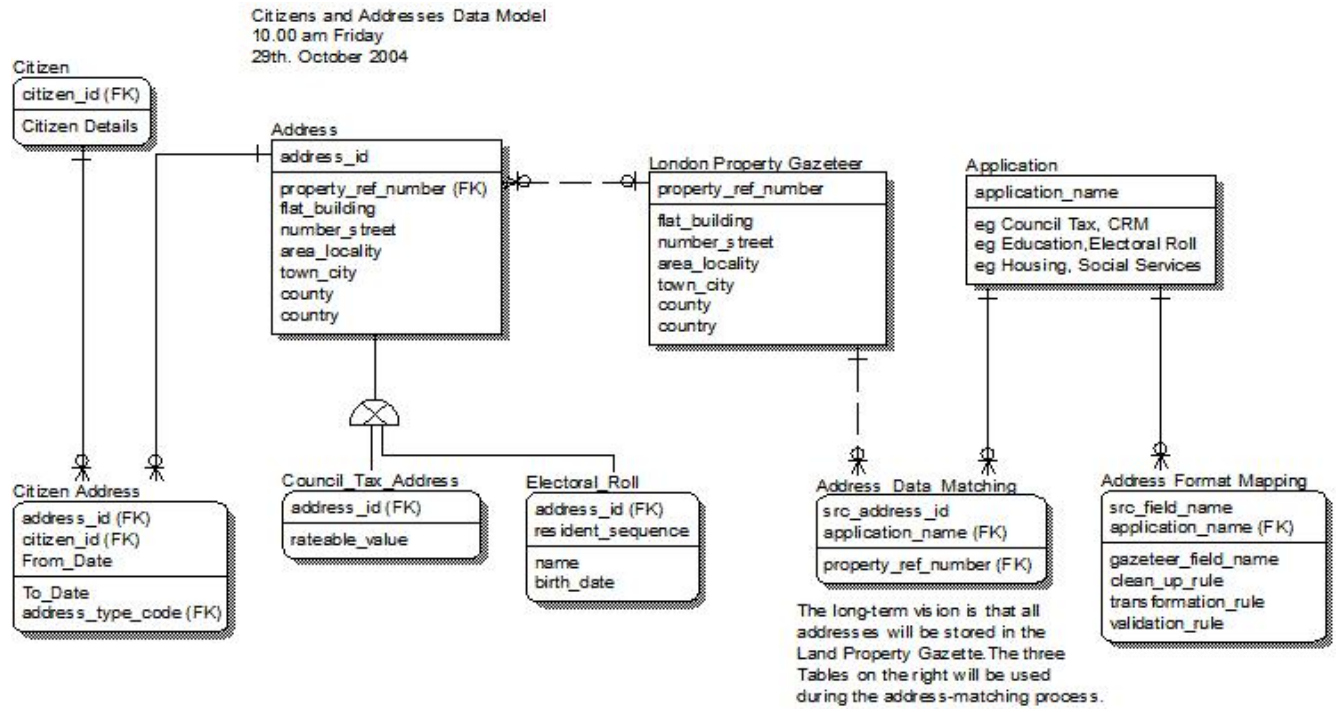 Citizens and Addresses Data Model
10.00 am Friday
29th. October 2004
Citizen
citizen_id (FK)
Citizen Details
Address
address_id
property_ref_number (FK)
flat_building
number_street
area_locality
town_city
county
country
London Property Gazeteer
property_ref_number
flat_building
number_street
area_locality
town_city
county
country
Application
application_name
eg Council Tax, CRM
eg Education,Electoral Roll
eg Housing, Social Services
Citizen Address
address_id (FK)
citizen_id (FK)
From_Date
To_Date
address_type_code (FK)
Council_Tax_Address
address_id (FK)
rateable_value
Electoral_Roll
address_id (FK)
resident_sequence
name
birth_date
Address_Data_Matching
src_address_id
application_name (FK)
property_ref_number (FK)
The long-term vision is that all
addresses will be stored in the
Land Property Gazette.The three
Tables on the right will be used
during the address-matching process.
Address_Format Mapping
src_field_name
application_name (FK)
gazeteer_field_name
clean_up_rule
transformation_rule
validation_rule